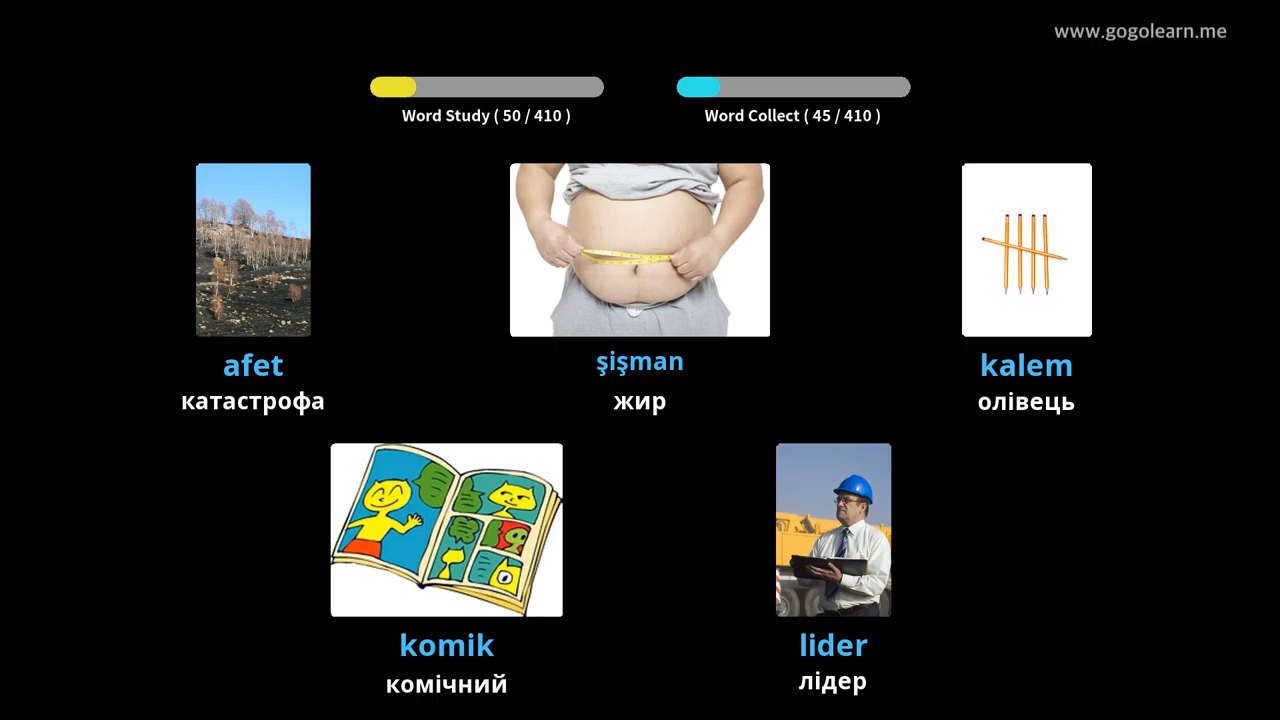 www.gogolearn.me
Word Study ( 50 / 410 )
Word Collect ( 45 / 410 )
afet
катастрофа
şişman
жир
kalem
олівець
komik
комічний
lider
лідер